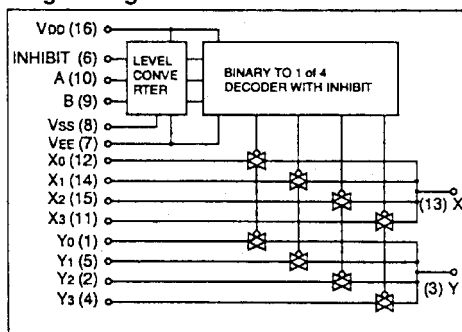 VDD (16)
INHIBIT (6)
A (10)
B (9)
VSS (8)
VEE (7)
X0 (12)
X1 (14)
X2 (15)
X3 (11)
Y0 (1)
Y1 (5)
Y2 (2)
Y3 (4)
LEVEL
CONVE
RTER
BINARY TO 1 of 4
DECODER WITH INHIBIT
(13) X
(3) Y